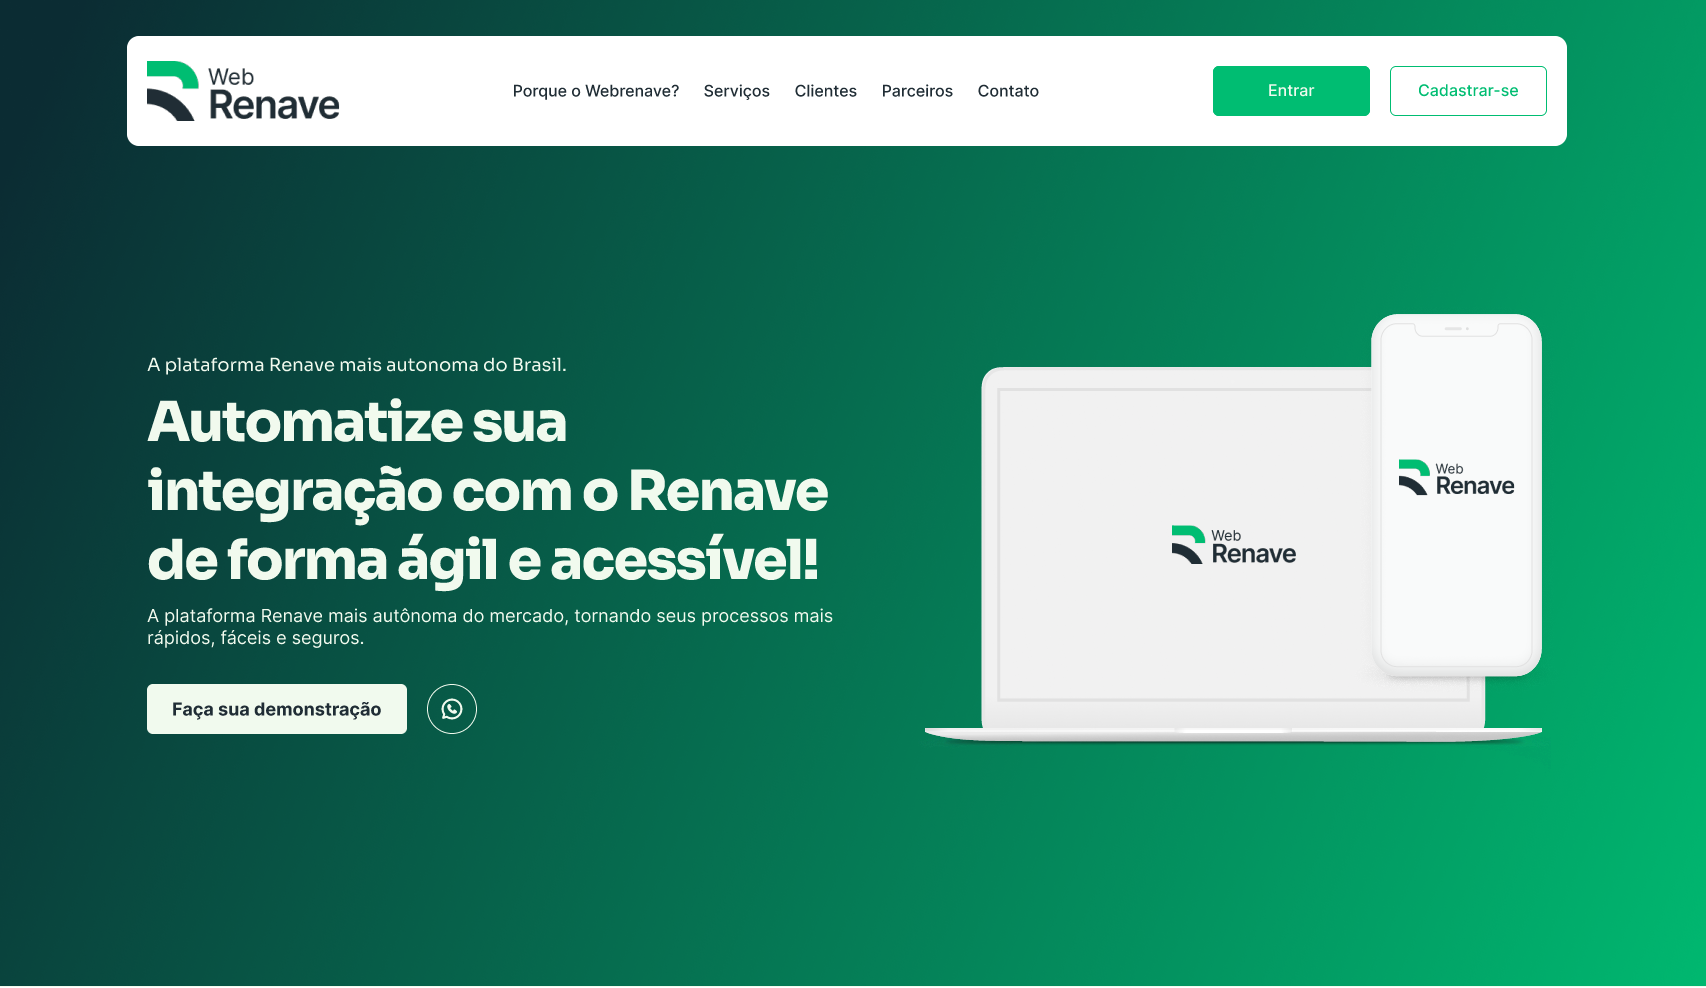 Web
Renave
Porque o Webrenave?
Serviços
Clientes
Parceiros
Contato
Entrar
Cadastrar-se
A plataforma Renave mais autonoma do Brasil.
Automatize sua
integração com o Renave
de forma ágil e acessível!
A plataforma Renave mais autônoma do mercado, tornando seus processos mais
rápidos, fáceis e seguros.
Faça sua demonstração
Web
Renave
Web
Renave